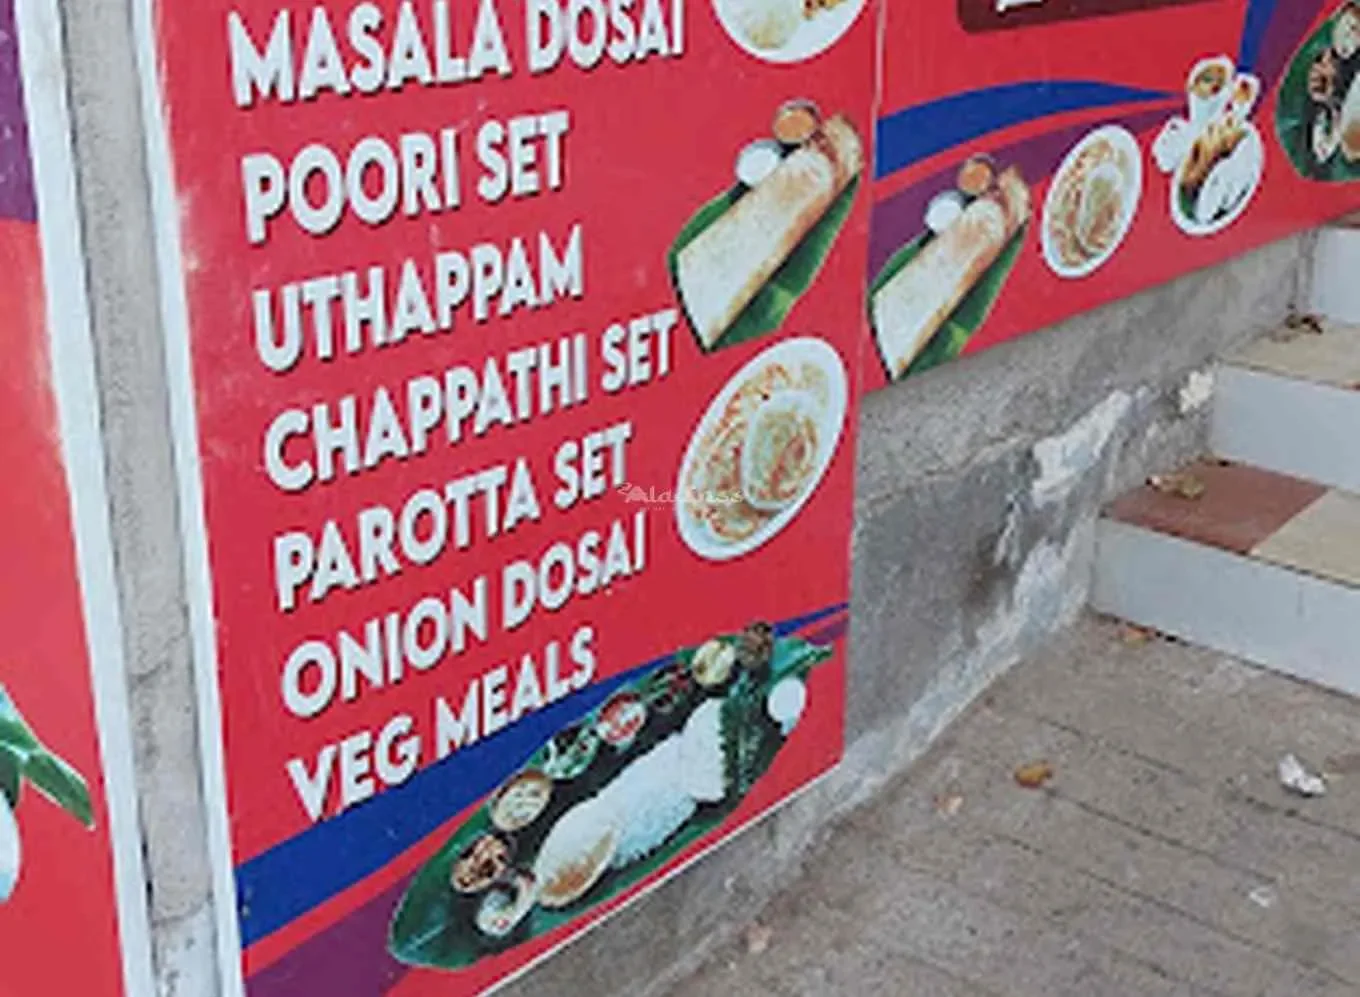 MASALA DOSAI
POORI SET
UTHAPPAM
CHAPPATHI SET
PAROTTA SET
ONION DOSAI
VEG MEALS